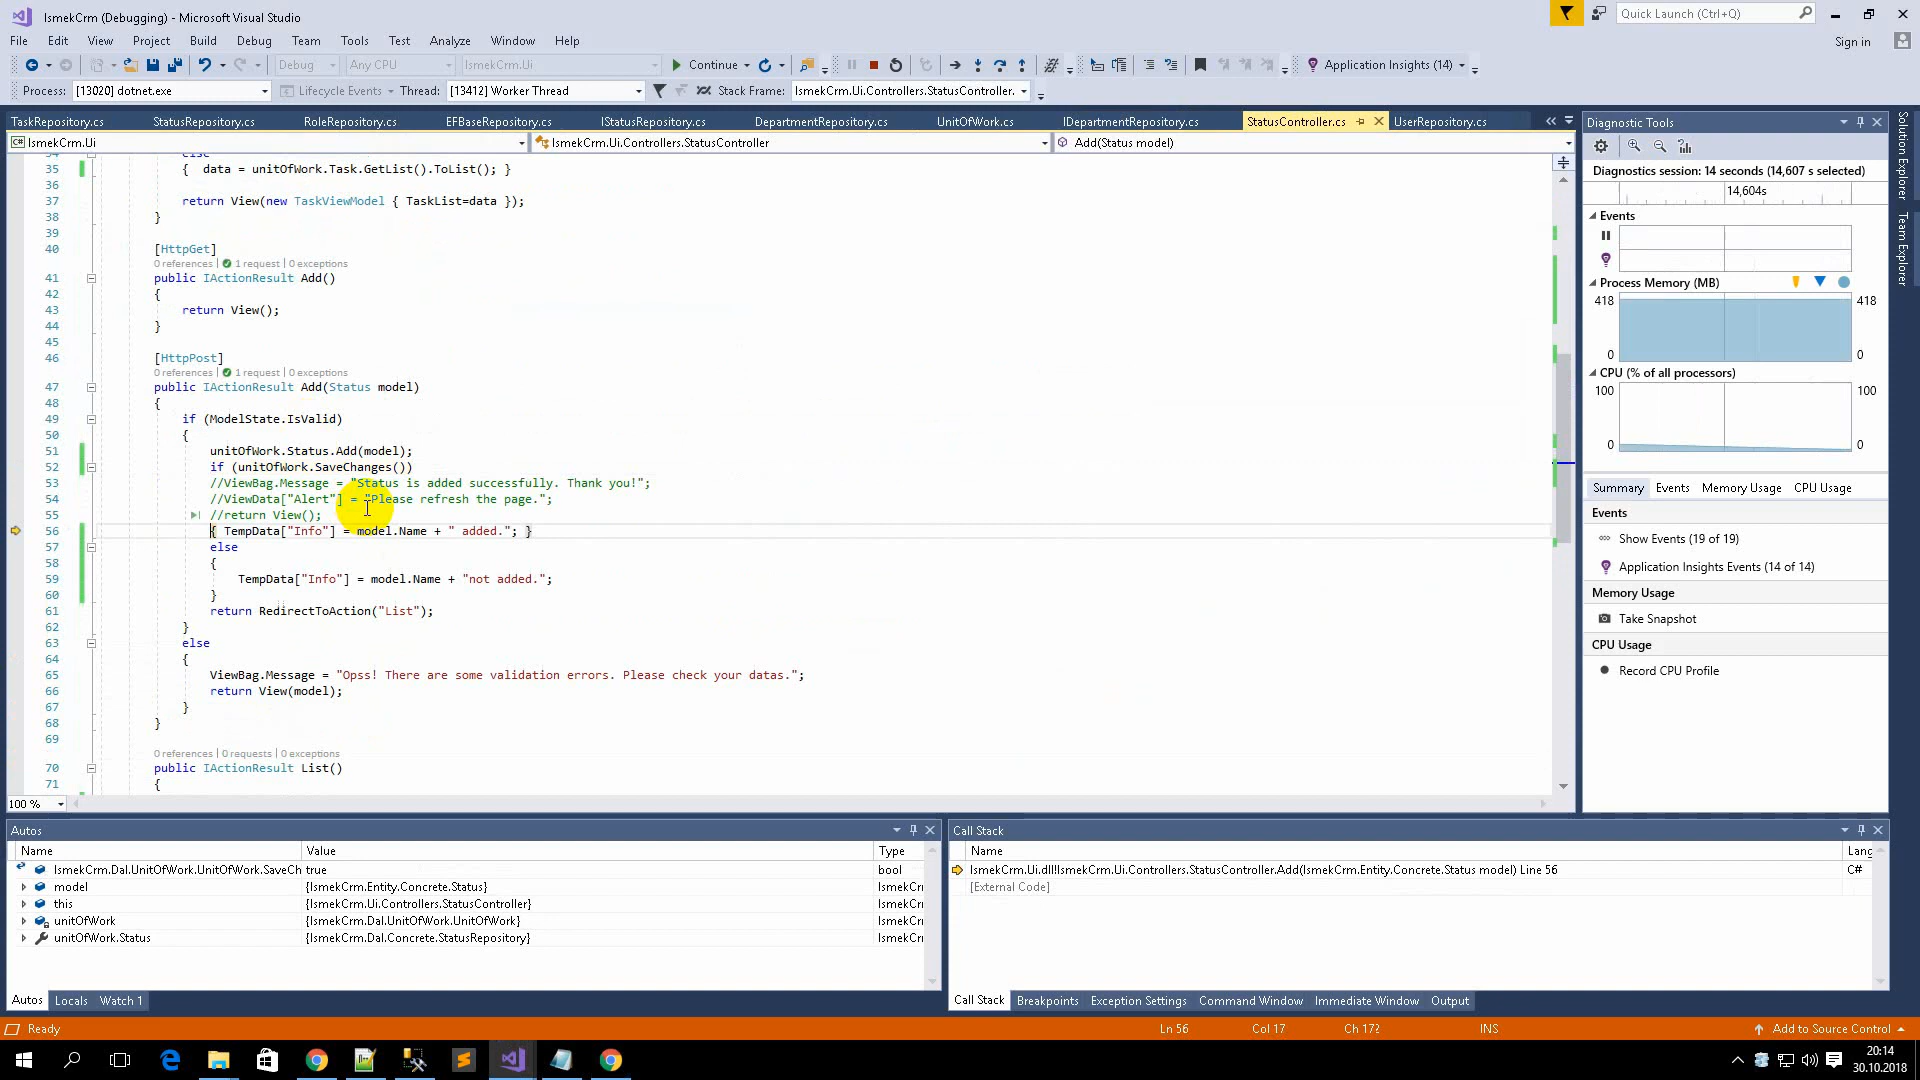 IsmekCrm (Debugging) - Microsoft Visual Studio
Quick Launch (Ctrl+Q)
File Edit View Project Build Debug Team Tools Test Analyze Window Help
Sign in
Debug Any CPU IsmekCrm.Ui Continue Application Insights (14)
Process: [13020] dotnet.exe Lifecycle Events Thread: [13412] Worker Thread Stack Frame: IsmekCrm.Ui.Controllers.StatusController.
TaskRepository.cs StatusRepository.cs RoleRepository.cs EFBaseRepository.cs IStatusRepository.cs DepartmentRepository.cs UnitOfWork.cs IDepartmentRepository.cs StatusController.cs UserRepository.cs
IsmekCrm.Ui IsmekCrm.Ui.Controllers.StatusController Add(Status model)
34 else
35 { data = unitOfWork.Task.GetList().ToList(); }
36
37 return View(new TaskViewModel { TaskList=data });
38 }
39
40 [HttpGet]
0 references | 1 request | 0 exceptions
41 public IActionResult Add()
42 {
43 return View();
44 }
45
46 [HttpPost]
0 references | 1 request | 0 exceptions
47 public IActionResult Add(Status model)
48 {
49 if (ModelState.IsValid)
50 {
51 unitOfWork.Status.Add(model);
52 if (unitOfWork.SaveChanges())
53 //ViewBag.Message = "Status is added successfully. Thank you!";
54 //ViewData["Alert"] = "Please refresh the page.";
55 //return View();
56 { TempData["Info"] = model.Name + " added."; }
57 else
58 {
59 TempData["Info"] = model.Name + "not added.";
60 }
61 return RedirectToAction("List");
62 }
63 else
64 {
65 ViewBag.Message = "Opss! There are some validation errors. Please check your datas.";
66 return View(model);
67 }
68 }
69
0 references | 0 requests | 0 exceptions
70 public IActionResult List()
71 {
100 %
Diagnostic Tools
Diagnostics session: 14 seconds (14,607 s selected)
14,604s
Events
Process Memory (MB)
418 418
0 0
CPU (% of all processors)
100 100
0 0
Summary Events Memory Usage CPU Usage
Events
Show Events (19 of 19)
Application Insights Events (14 of 14)
Memory Usage
Take Snapshot
CPU Usage
Record CPU Profile
Solution Explorer
Team Explorer
Autos
Name Value Type
IsmekCrm.Dal.UnitOfWork.UnitOfWork.SaveCh true bool
model {IsmekCrm.Entity.Concrete.Status} IsmekCr
this {IsmekCrm.Ui.Controllers.StatusController} IsmekCr
unitOfWork {IsmekCrm.Dal.UnitOfWork.UnitOfWork} IsmekCr
unitOfWork.Status {IsmekCrm.Dal.Concrete.StatusRepository} IsmekCr
Autos Locals Watch 1
Call Stack
Name Lang
IsmekCrm.Ui.dll!IsmekCrm.Ui.Controllers.StatusController.Add(IsmekCrm.Entity.Concrete.Status model) Line 56 C#
[External Code]
Call Stack Breakpoints Exception Settings Command Window Immediate Window Output
Ready Ln 56 Col 17 Ch 17 INS Add to Source Control
20:14
30.10.2018